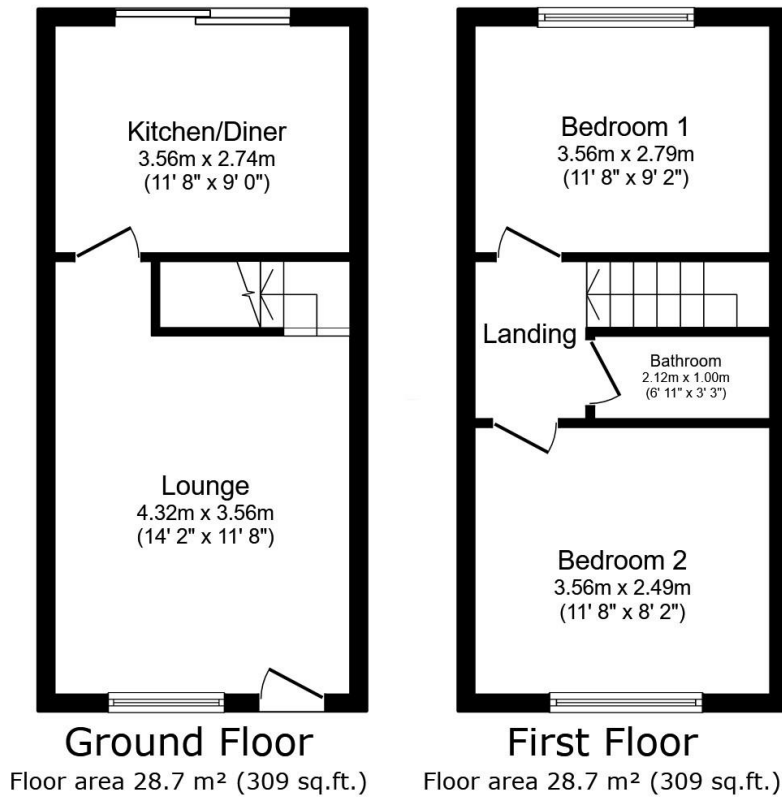 Kitchen/Diner
3.56m x 2.74m
(11' 8" x 9' 0")
Lounge
4.32m x 3.56m
(14' 2" x 11' 8")
Ground Floor
Floor area 28.7 m² (309 sq.ft.)
Bedroom 1
3.56m x 2.79m
(11' 8" x 9' 2")
Landing
Bathroom
2.12m x 1.00m
(6' 11" x 3' 3")
Bedroom 2
3.56m x 2.49m
(11' 8" x 8' 2")
First Floor
Floor area 28.7 m² (309 sq.ft.)